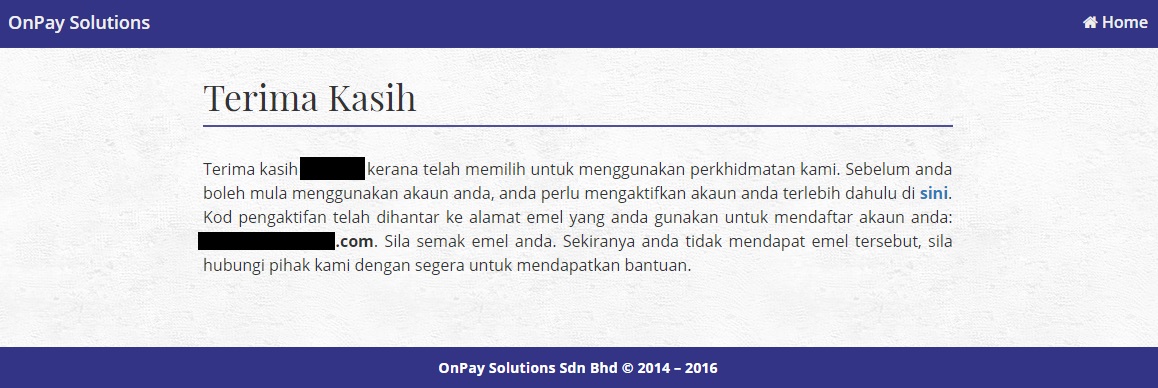 OnPay Solutions
Home
Terima Kasih
Terima kasih kerana telah memilih untuk menggunakan perkhidmatan kami. Sebelum anda
boleh mula menggunakan akaun anda, anda perlu mengaktifkan akaun anda terlebih dahulu di sini.
Kod pengaktifan telah dihantar ke alamat emel yang anda gunakan untuk mendaftar akaun anda:
.com. Sila semak emel anda. Sekiranya anda tidak mendapat emel tersebut, sila
hubungi pihak kami dengan segera untuk mendapatkan bantuan.
OnPay Solutions Sdn Bhd © 2014 – 2016